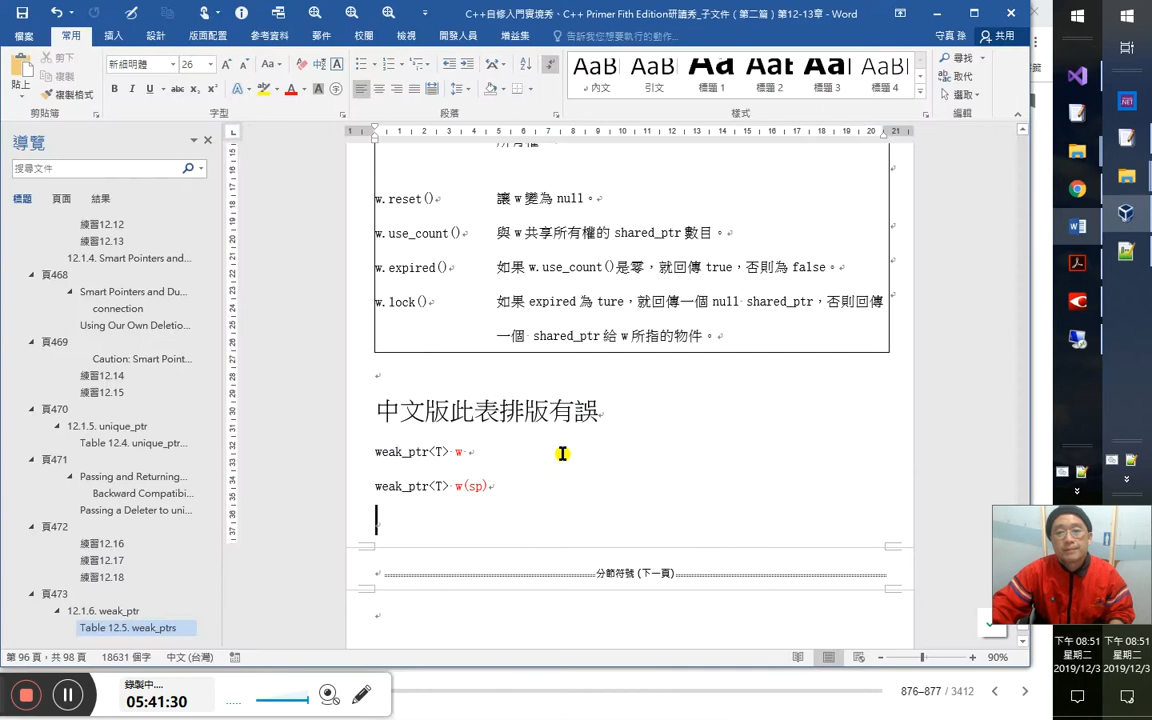 C++自修入門實境秀、C++ Primer Fith Edition研讀秀_子文件（第二篇）第12-13章 - Word
檔案 常用 插入 設計 版面配置 參考資料 郵件 校閱 檢視 開發人員 增益集 告訴我您想要執行的動作... 守真 孫 共用
貼上 剪下 複製 複製格式
新細明體 26
AaB AaB Aa Aab AaB AaBb
內文 引文 標題 1 標題 2 標題 3 標題 4
尋找 取代 選取
剪貼簿 字型 段落 樣式 編輯
導覽
搜尋文件
標題 頁面 結果
練習12.12
練習12.13
12.1.4. Smart Pointers and...
頁468
Smart Pointers and Du...
connection
Using Our Own Deletio...
頁469
Caution: Smart Point...
練習12.14
練習12.15
頁470
12.1.5. unique_ptr
Table 12.4. unique_ptr...
頁471
Passing and Returning...
Backward Compatibi...
Passing a Deleter to uni...
頁472
練習12.16
練習12.17
練習12.18
頁473
12.1.6. weak_ptr
Table 12.5. weak_ptrs
w.reset() 讓 w 變為 null。
w.use_count() 與 w 共享所有權的 shared_ptr 數目。
w.expired() 如果 w.use_count()是零，就回傳 true，否則為 false。
w.lock() 如果 expired 為 ture，就回傳一個 null shared_ptr，否則回傳
一個 shared_ptr 給 w 所指的物件。
中文版此表排版有誤
weak_ptr<T> w
weak_ptr<T> w(sp)
分節符號 (下一頁)
第 96 頁，共 98 頁 18631 個字 中文 (台灣) 90%
錄製中...
05:41:30
876–877 / 3412
下午 08:51 下午 08:51
星期二 星期二
2019/12/3 2019/12/3